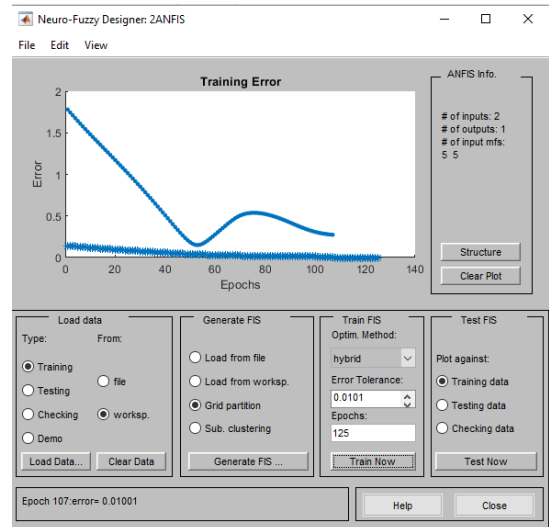 Neuro-Fuzzy Designer: 2ANFIS
File Edit View
Training Error
2
1.5
1
0.5
0
Error
0 20 40 60 80 100 120 140
Epochs
ANFIS Info.
# of inputs: 2
# of outputs: 1
# of input mfs:
5 5
Structure
Clear Plot
Load data
Type: From:
Training
Testing
Checking
Demo
file
worksp.
Load Data... Clear Data
Generate FIS
Load from file
Load from worksp.
Grid partition
Sub. clustering
Generate FIS ...
Train FIS
Optim. Method:
hybrid
Error Tolerance:
0.0101
Epochs:
125
Train Now
Test FIS
Plot against:
Training data
Testing data
Checking data
Test Now
Epoch 107:error= 0.01001
Help Close